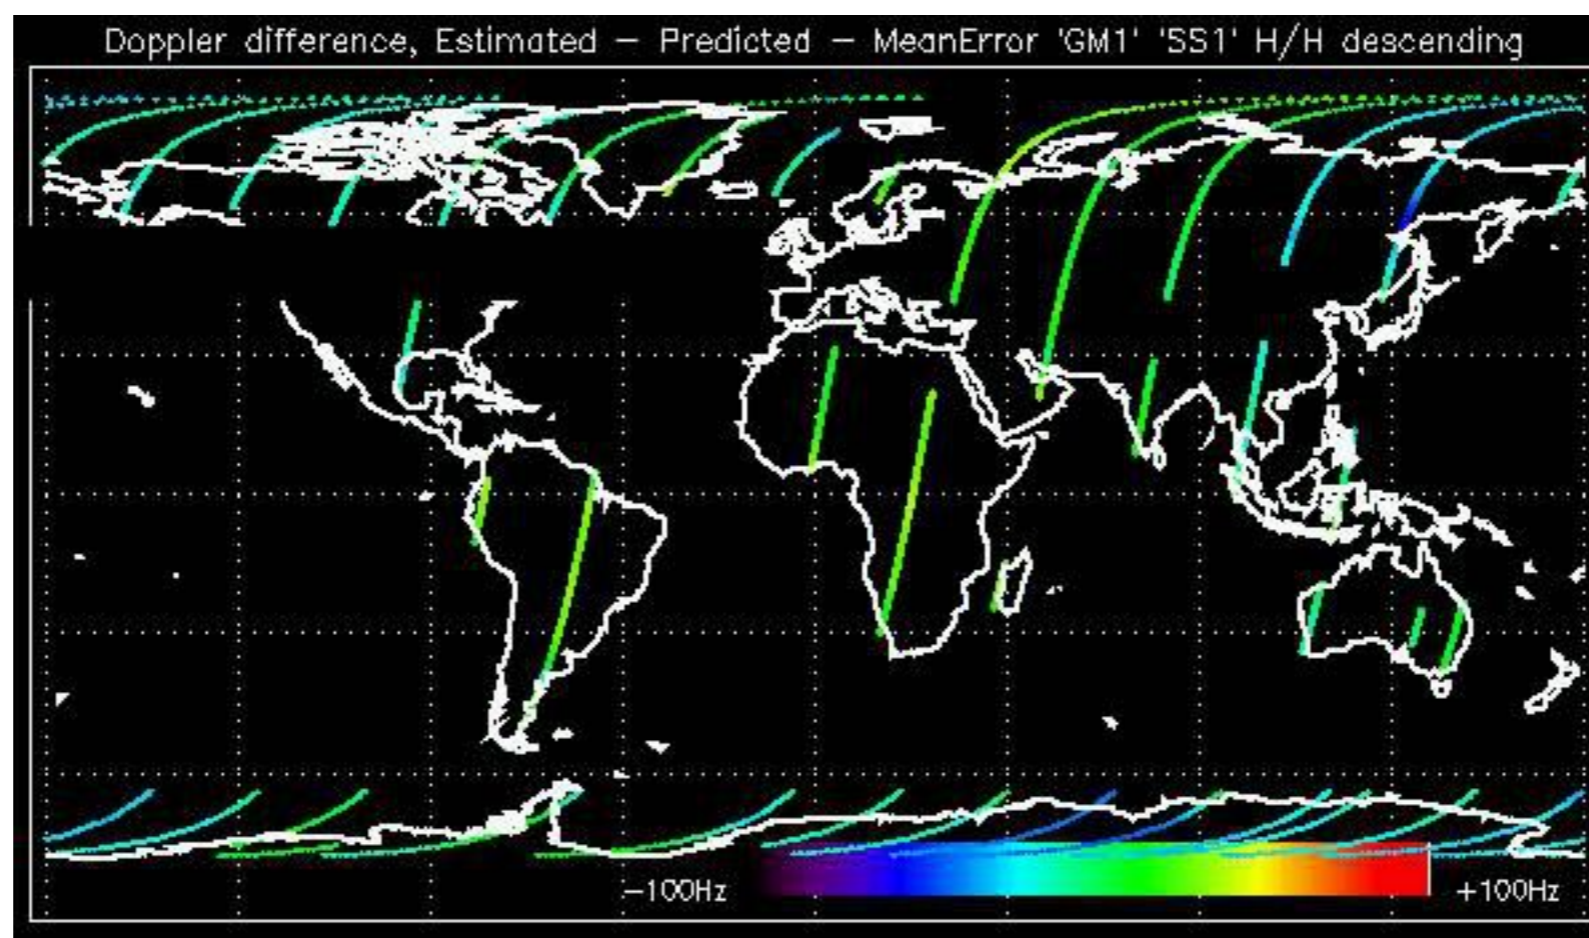 Doppler difference, Estimated – Predicted – MeanError 'GM1' 'SS1' H/H descending
–100Hz
+100Hz